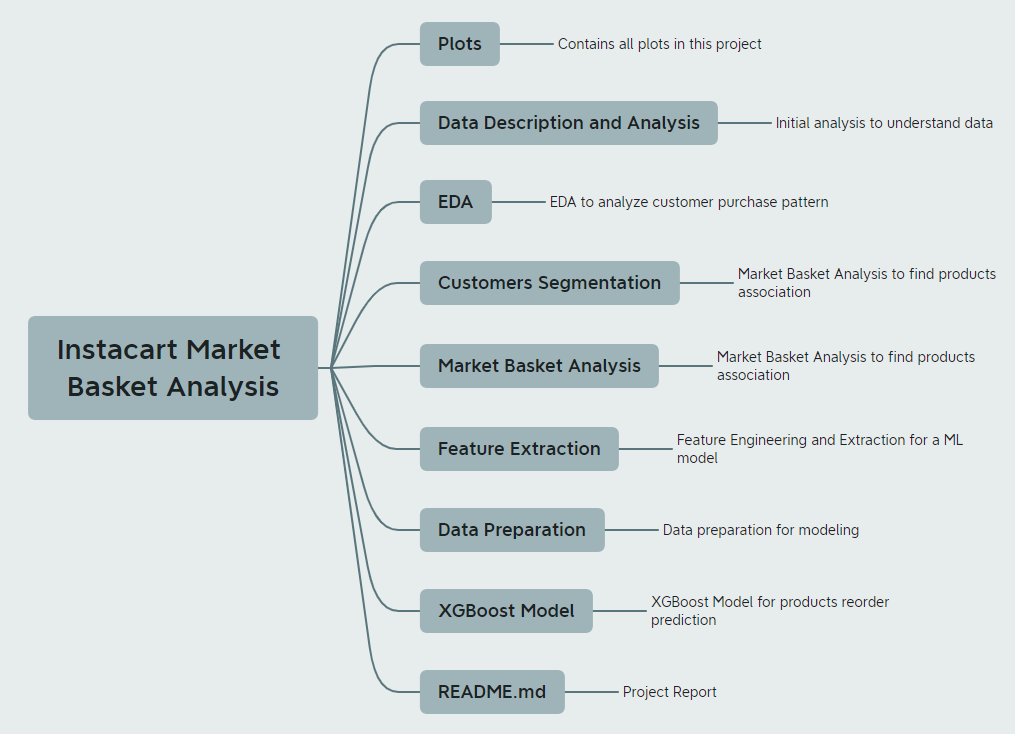 Plots
Contains all plots in this project
Data Description and Analysis
Initial analysis to understand data
EDA
EDA to analyze customer purchase pattern
Customers Segmentation
Market Basket Analysis to find products
association
Instacart Market
Basket Analysis
Market Basket Analysis
Market Basket Analysis to find products
association
Feature Extraction
Feature Engineering and Extraction for a ML
model
Data Preparation
Data preparation for modeling
XGBoost Model
XGBoost Model for products reorder
prediction
README.md
Project Report